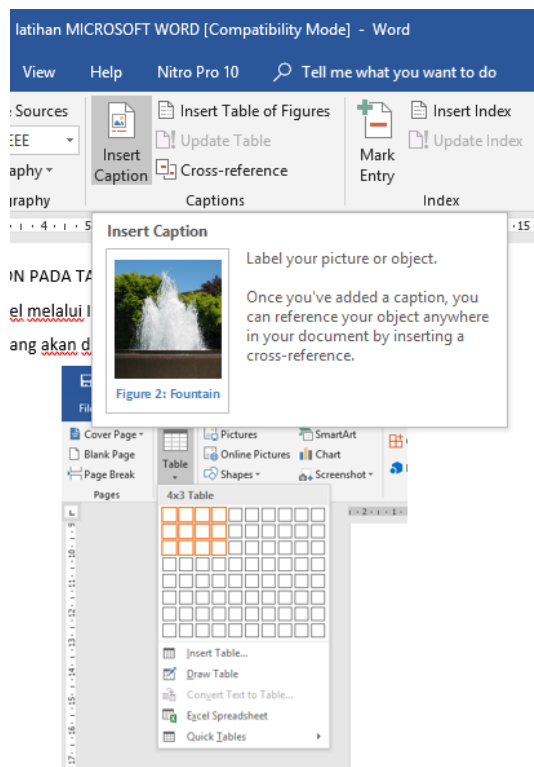 latihan MICROSOFT WORD [Compatibility Mode] - Word
View Help Nitro Pro 10 Tell me what you want to do
Sources
Insert Caption
Insert Table of Figures
Update Table
Cross-reference
Captions
Mark Entry
Insert Index
Update Index
Index
4 5 15
Insert Caption
Label your picture or object.
Once you've added a caption, you
can reference your object anywhere
in your document by inserting a
cross-reference.
Figure 2: Fountain
ON PADA TA
el melalui I
ang akan d
Cover Page
Blank Page
Page Break
Pages
Table
Pictures
Online Pictures
Shapes
SmartArt
Chart
Screenshot
4x3 Table
2 1
Insert Table...
Draw Table
Convert Text to Table...
Excel Spreadsheet
Quick Tables